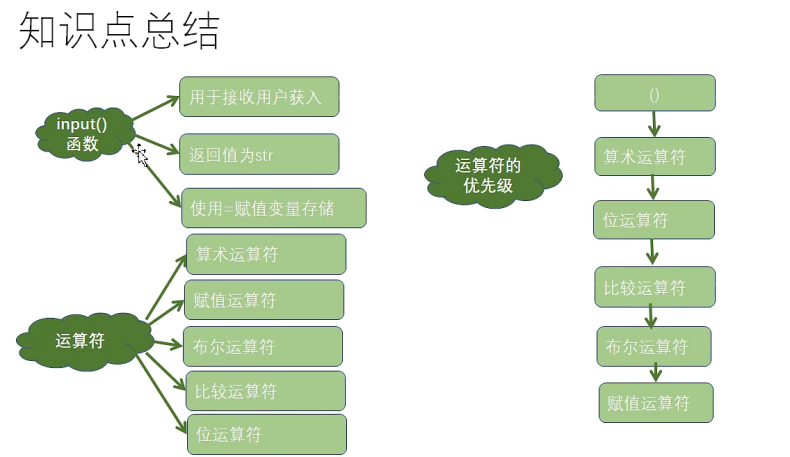 知识点总结
input()
函数
用于接收用户获入
返回值为str
使用=赋值变量存储
运算符
算术运算符
赋值运算符
布尔运算符
比较运算符
位运算符
运算符的
优先级
()
算术运算符
位运算符
比较运算符
布尔运算符
赋值运算符